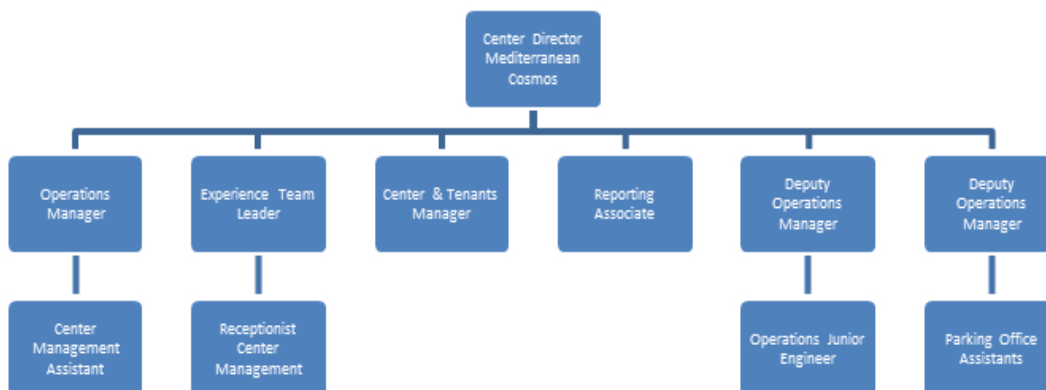 Center Director
Mediterranean
Cosmos
Operations
Manager
Experience Team
Leader
Center & Tenants
Manager
Reporting
Associate
Deputy
Operations
Manager
Deputy
Operations
Manager
Center
Management
Assistant
Receptionist
Center
Management
Operations Junior
Engineer
Parking Office
Assistants